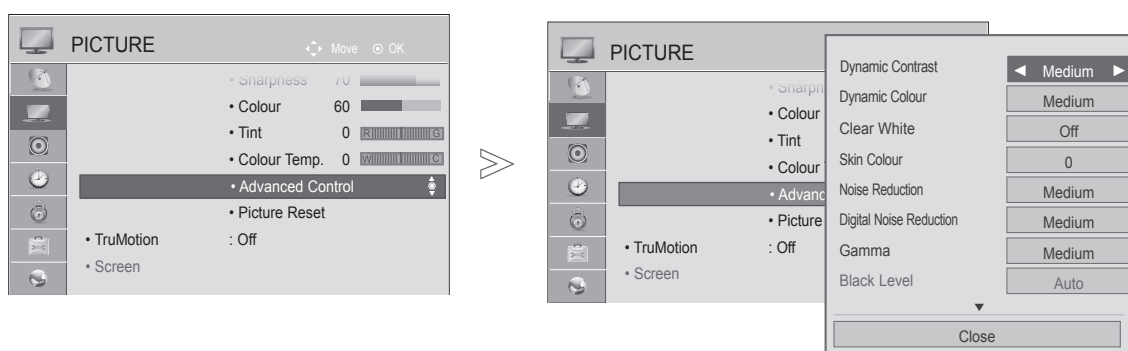 PICTURE
Move OK
• Sharpness 70
• Colour 60
• Tint 0 R G
• Colour Temp. 0 W C
• Advanced Control
• Picture Reset
• TruMotion : Off
• Screen
PICTURE
• Sharpn
• Colour
• Tint
• Colour
• Advanc
• Picture
• TruMotion : Off
• Screen
Dynamic Contrast ◀ Medium ▶
Dynamic Colour Medium
Clear White Off
Skin Colour 0
Noise Reduction Medium
Digital Noise Reduction Medium
Gamma Medium
Black Level Auto
▼
Close